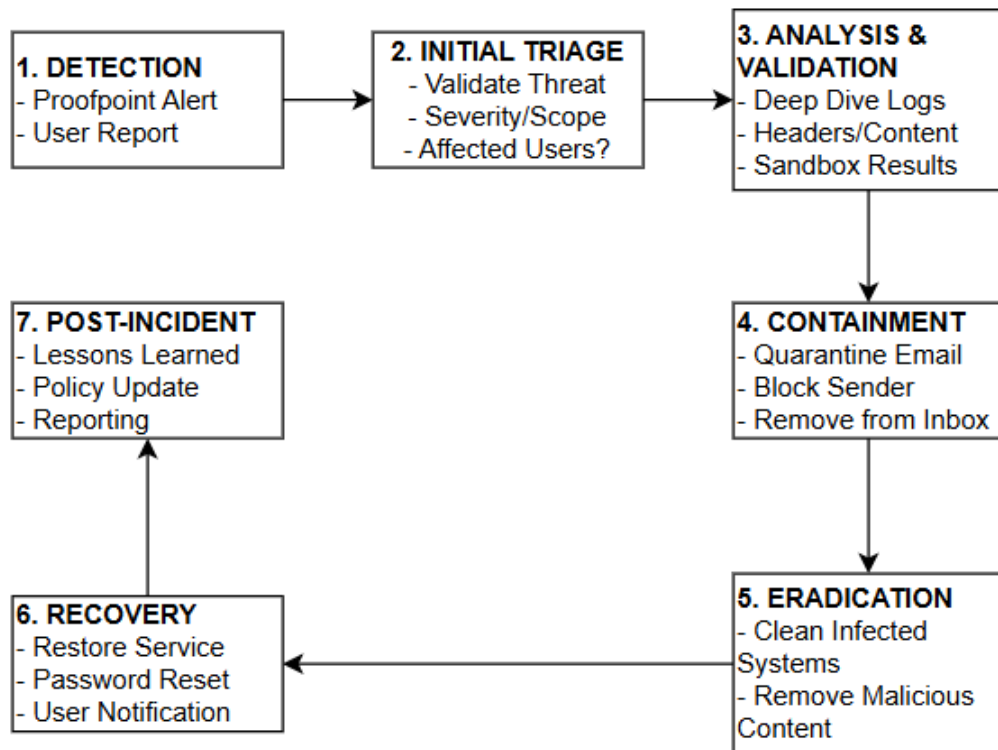 1. DETECTION
- Proofpoint Alert
- User Report
2. INITIAL TRIAGE
- Validate Threat
- Severity/Scope
- Affected Users?
3. ANALYSIS &
VALIDATION
- Deep Dive Logs
- Headers/Content
- Sandbox Results
4. CONTAINMENT
- Quarantine Email
- Block Sender
- Remove from Inbox
5. ERADICATION
- Clean Infected
Systems
- Remove Malicious
Content
6. RECOVERY
- Restore Service
- Password Reset
- User Notification
7. POST-INCIDENT
- Lessons Learned
- Policy Update
- Reporting